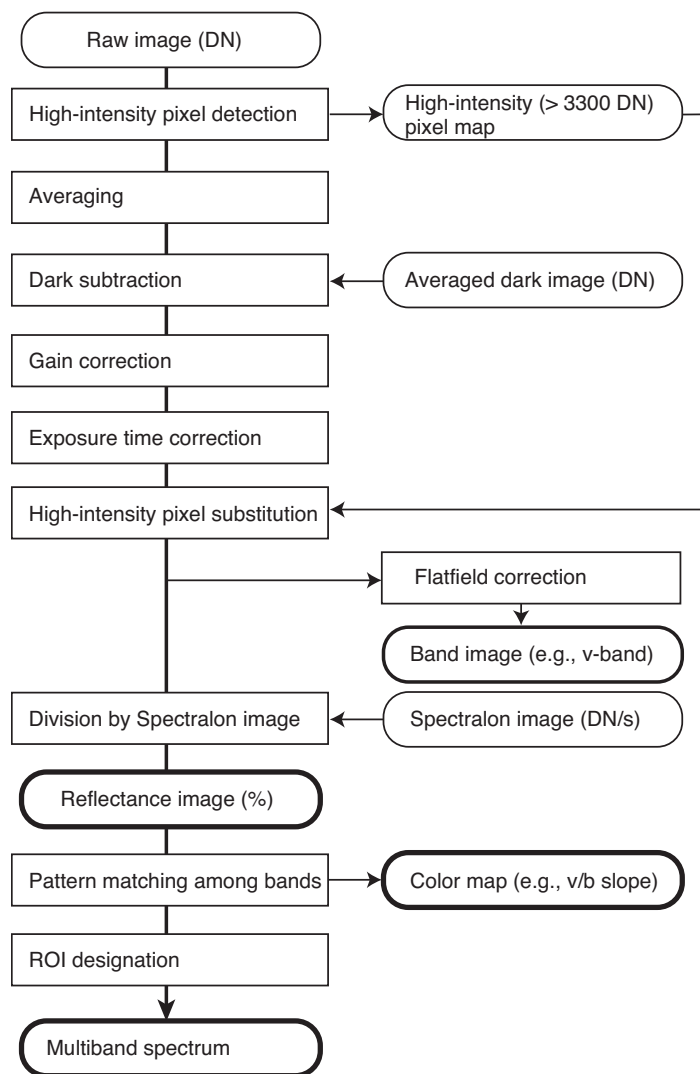 Raw image (DN)
High-intensity pixel detection
High-intensity (> 3300 DN)
pixel map
Averaging
Dark subtraction
Averaged dark image (DN)
Gain correction
Exposure time correction
High-intensity pixel substitution
Flatfield correction
Band image (e.g., v-band)
Division by Spectralon image
Spectralon image (DN/s)
Reflectance image (%)
Pattern matching among bands
Color map (e.g., v/b slope)
ROI designation
Multiband spectrum